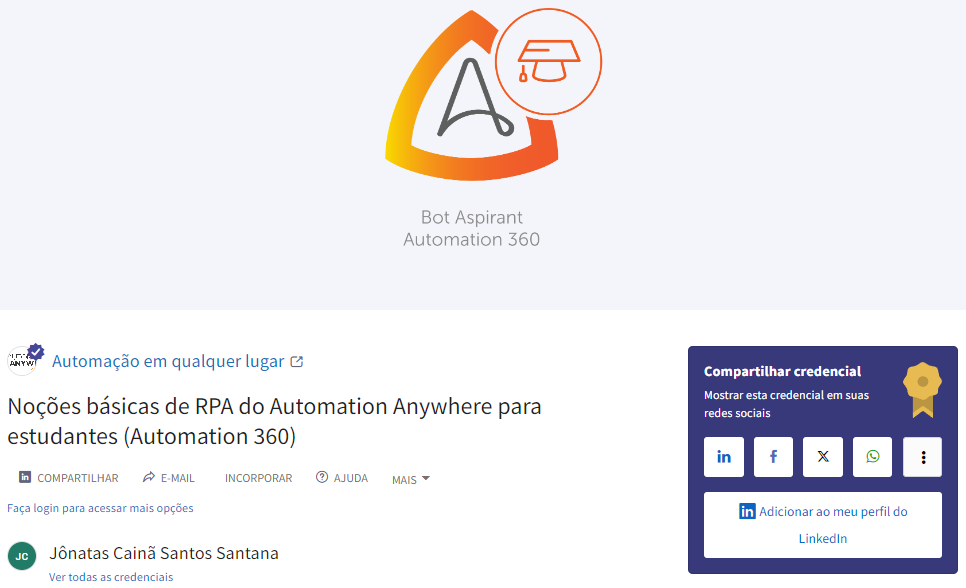 Bot Aspirant
Automation 360
Automação em qualquer lugar
Noções básicas de RPA do Automation Anywhere para
estudantes (Automation 360)
COMPARTILHAR
E-MAIL
INCORPORAR
AJUDA
MAIS
Faça login para acessar mais opções
JC
Jônatas Cainã Santos Santana
Ver todas as credenciais
Compartilhar credencial
Mostrar esta credencial em suas
redes sociais
in
f
X
in Adicionar ao meu perfil do
LinkedIn